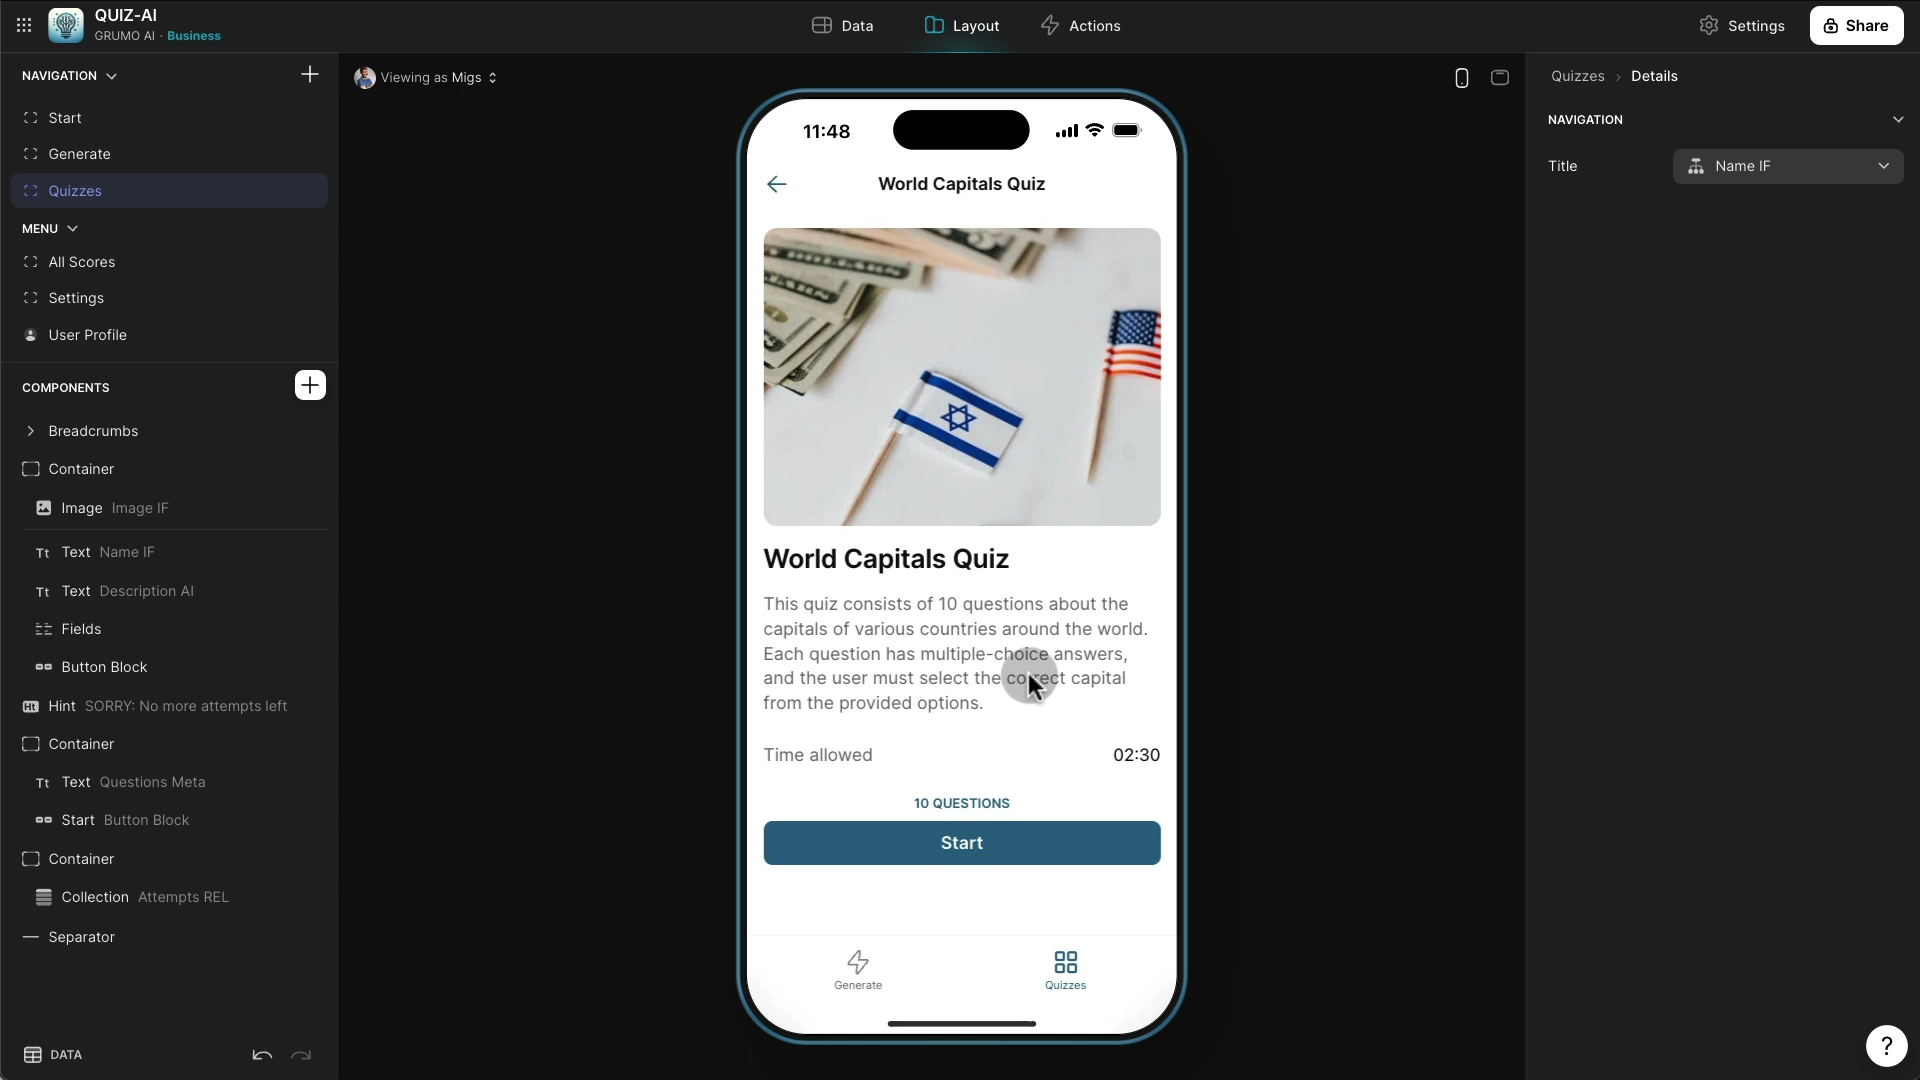 QUIZ-AI
GRUMO AI · Business
Data
Layout
Actions
Settings
Share
NAVIGATION
Start
Generate
Quizzes
MENU
All Scores
Settings
User Profile
COMPONENTS
Breadcrumbs
Container
Image Image IF
Tt Text Name IF
Tt Text Description AI
Fields
Button Block
Ht Hint SORRY: No more attempts left
Container
Tt Text Questions Meta
Start Button Block
Container
Collection Attempts REL
Separator
DATA
Viewing as Migs
11:48
World Capitals Quiz
World Capitals Quiz
This quiz consists of 10 questions about the
capitals of various countries around the world.
Each question has multiple-choice answers,
and the user must select the correct capital
from the provided options.
Time allowed 02:30
10 QUESTIONS
Start
Generate
Quizzes
Quizzes > Details
NAVIGATION
Title Name IF
?